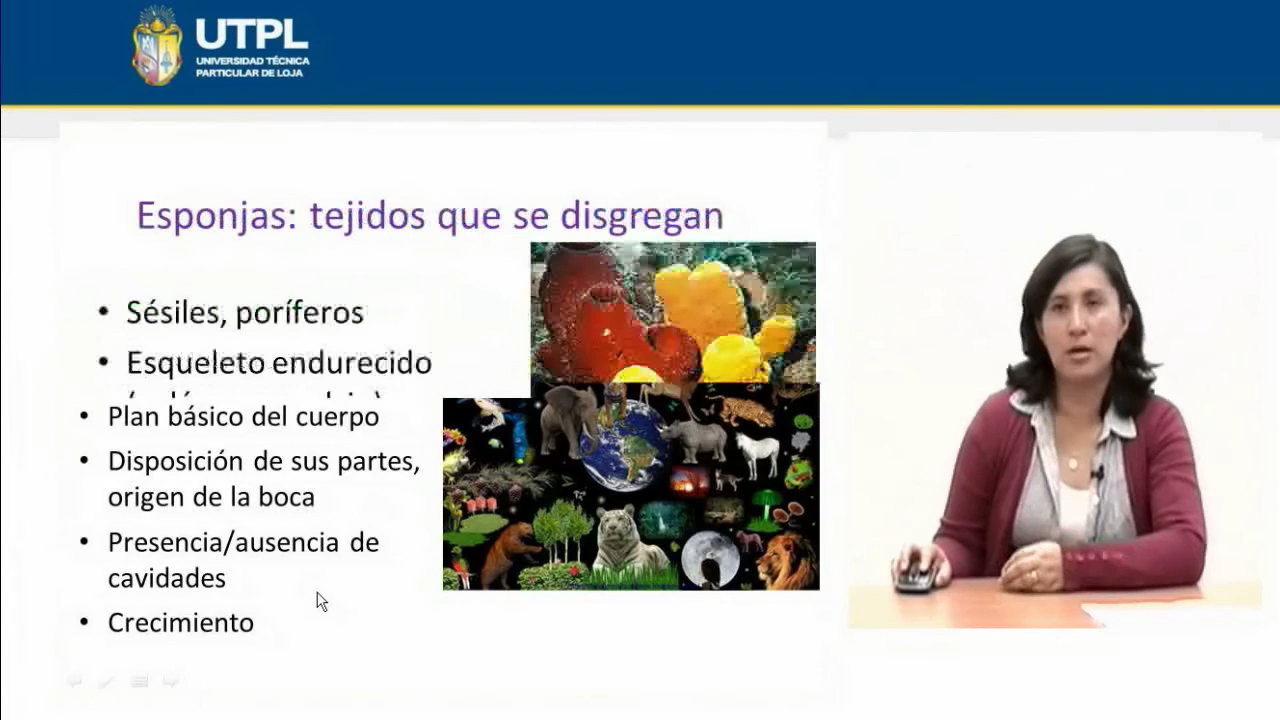 UTPL
UNIVERSIDAD TÉCNICA
PARTICULAR DE LOJA
Esponjas: tejidos que se disgregan
• Sésiles, poríferos
• Esqueleto endurecido
• Plan básico del cuerpo
• Disposición de sus partes,
origen de la boca
• Presencia/ausencia de
cavidades
• Crecimiento